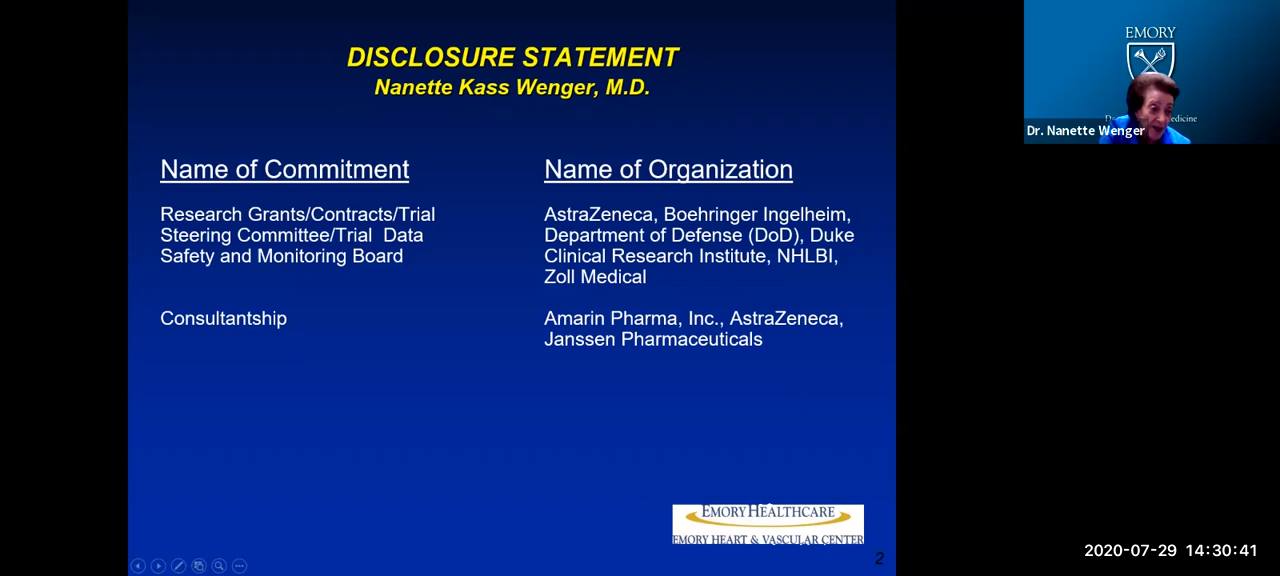 DISCLOSURE STATEMENT
Nanette Kass Wenger, M.D.
Name of Commitment
Name of Organization
Research Grants/Contracts/Trial
Steering Committee/Trial Data
Safety and Monitoring Board
AstraZeneca, Boehringer Ingelheim,
Department of Defense (DoD), Duke
Clinical Research Institute, NHLBI,
Zoll Medical
Consultantship
Amarin Pharma, Inc., AstraZeneca,
Janssen Pharmaceuticals
EMORY HEALTHCARE
EMORY HEART & VASCULAR CENTER
2
EMORY
Dr. Nanette Wenger
2020-07-29 14:30:41